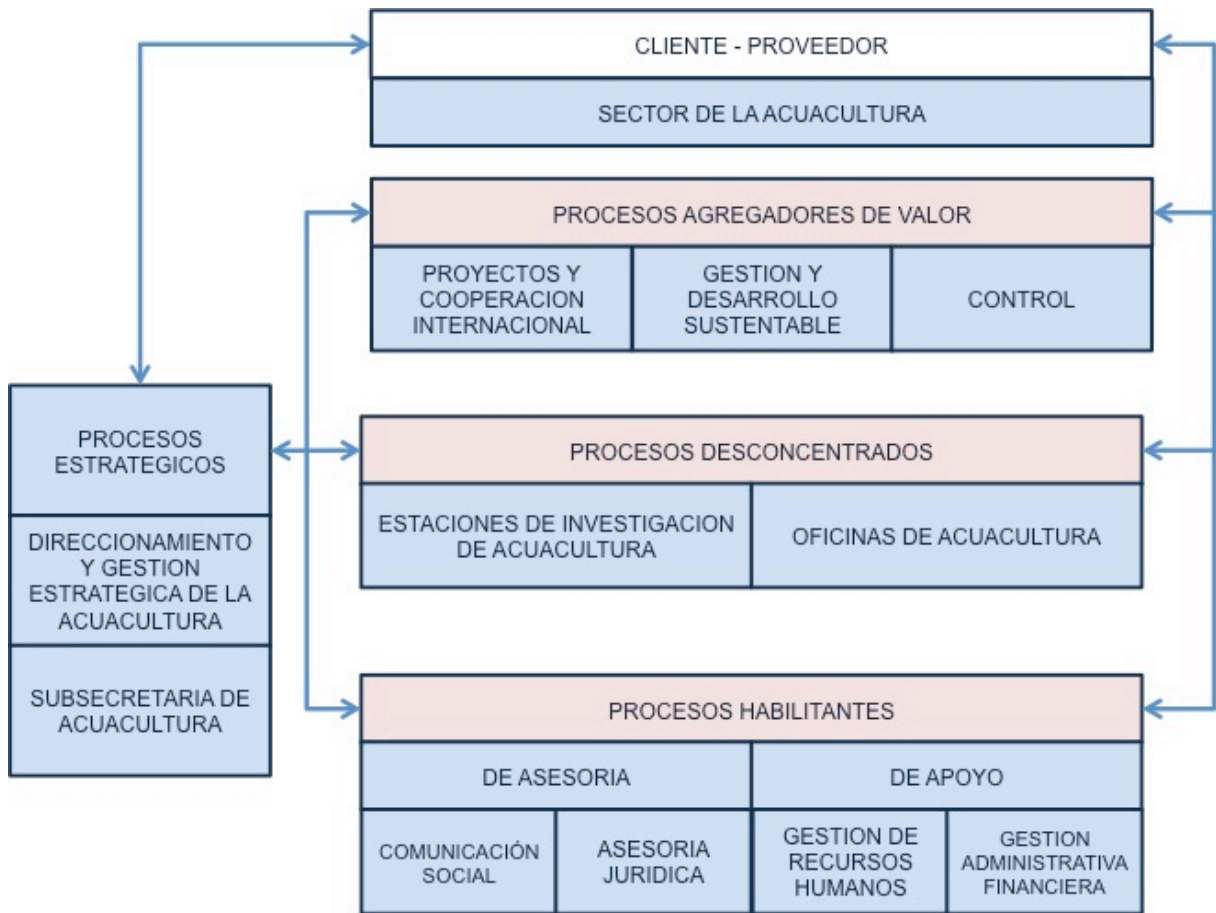 CLIENTE - PROVEEDOR
SECTOR DE LA ACUACULTURA
PROCESOS AGREGADORES DE VALOR
PROYECTOS Y
COOPERACION
INTERNACIONAL
GESTION Y
DESARROLLO
SUSTENTABLE
CONTROL
PROCESOS
ESTRATEGICOS
DIRECCIONAMIENTO
Y GESTION
ESTRATEGICA DE LA
ACUACULTURA
SUBSECRETARIA DE
ACUACULTURA
PROCESOS DESCONCENTRADOS
ESTACIONES DE INVESTIGACION
DE ACUACULTURA
OFICINAS DE ACUACULTURA
PROCESOS HABILITANTES
DE ASESORIA
DE APOYO
COMUNICACIÓN
SOCIAL
ASESORIA
JURIDICA
GESTION DE
RECURSOS
HUMANOS
GESTION
ADMINISTRATIVA
FINANCIERA